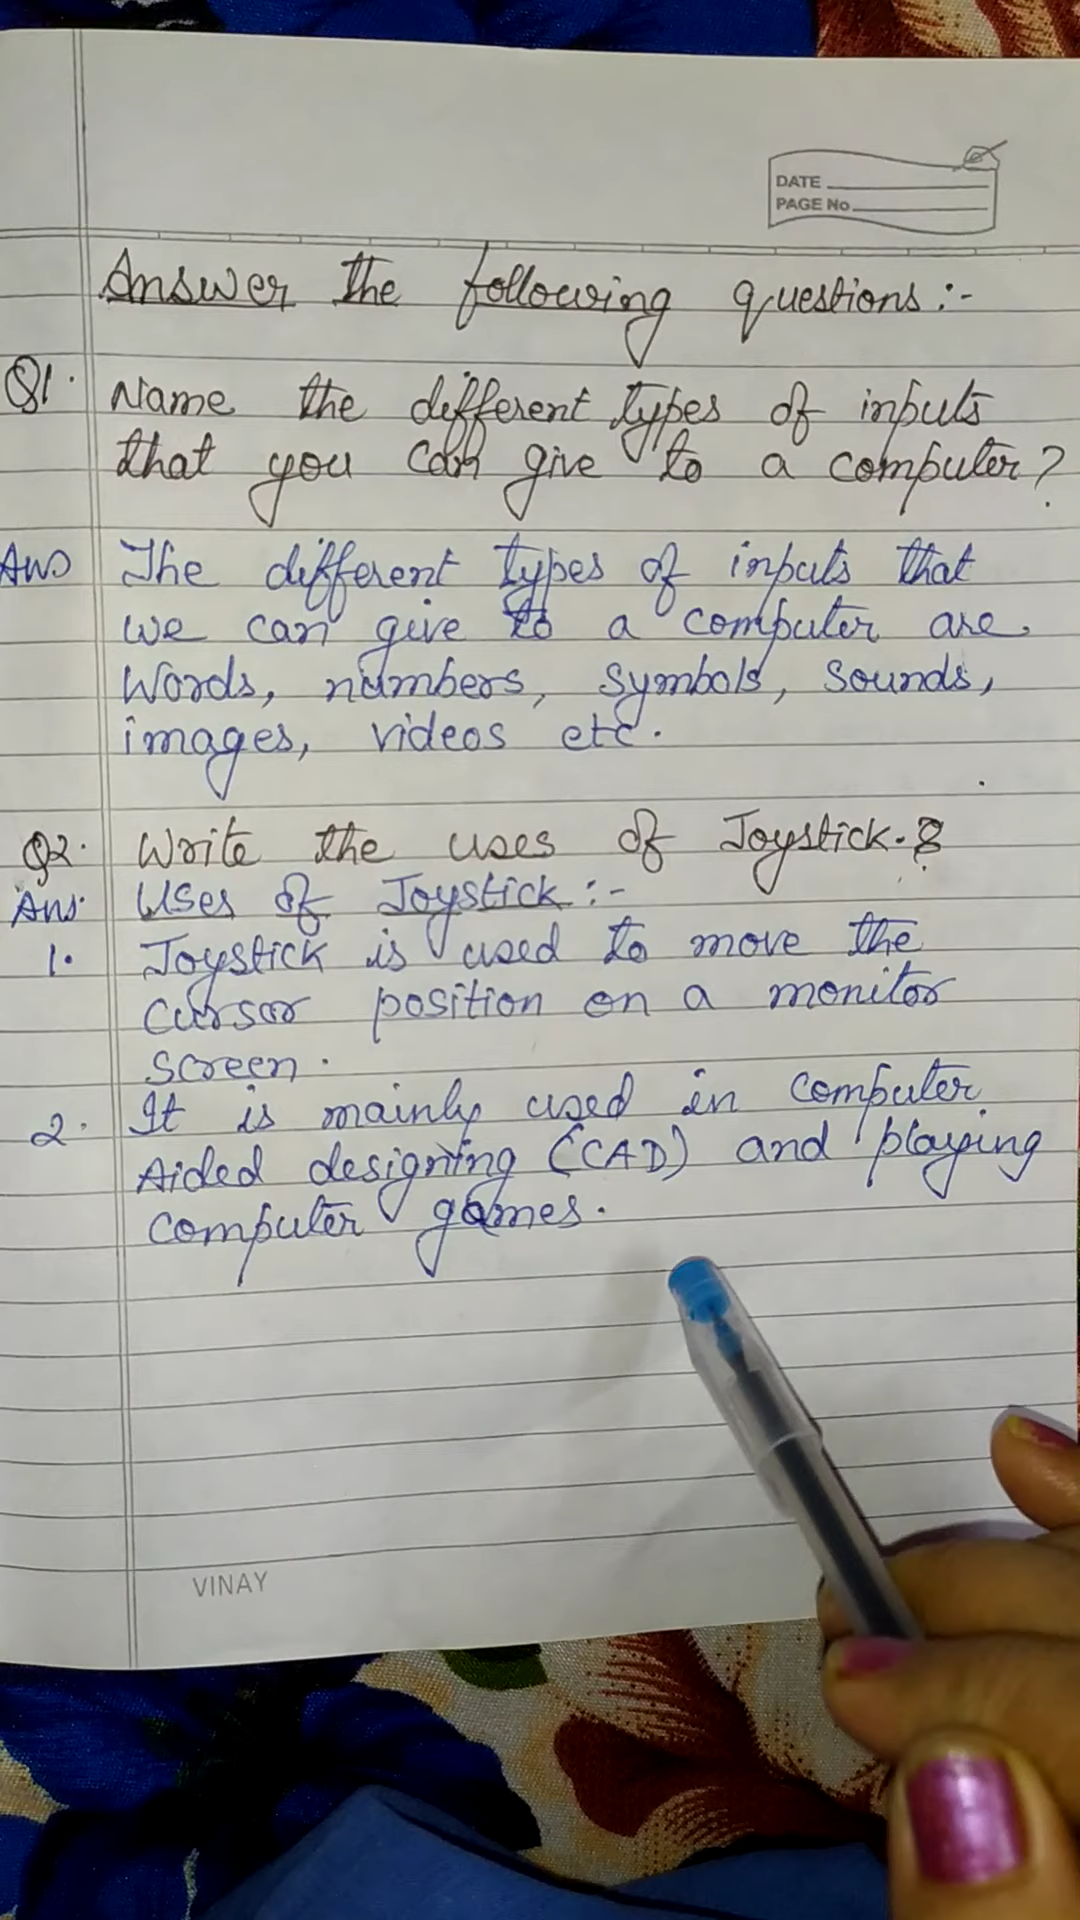 DATE
PAGE No.
Answer the following questions :-
Q1. Name the different types of inputs
that you can give to a computer?
Ans The different types of inputs that
we can give to a computer are
Words, numbers, symbols, sounds,
images, videos etc.
Q2. Write the uses of Joystick.?
Ans. Uses of Joystick :-
1. Joystick is used to move the
cursor position on a monitor
screen.
2. It is mainly used in computer
Aided designing (CAD) and playing
computer games.
VINAY